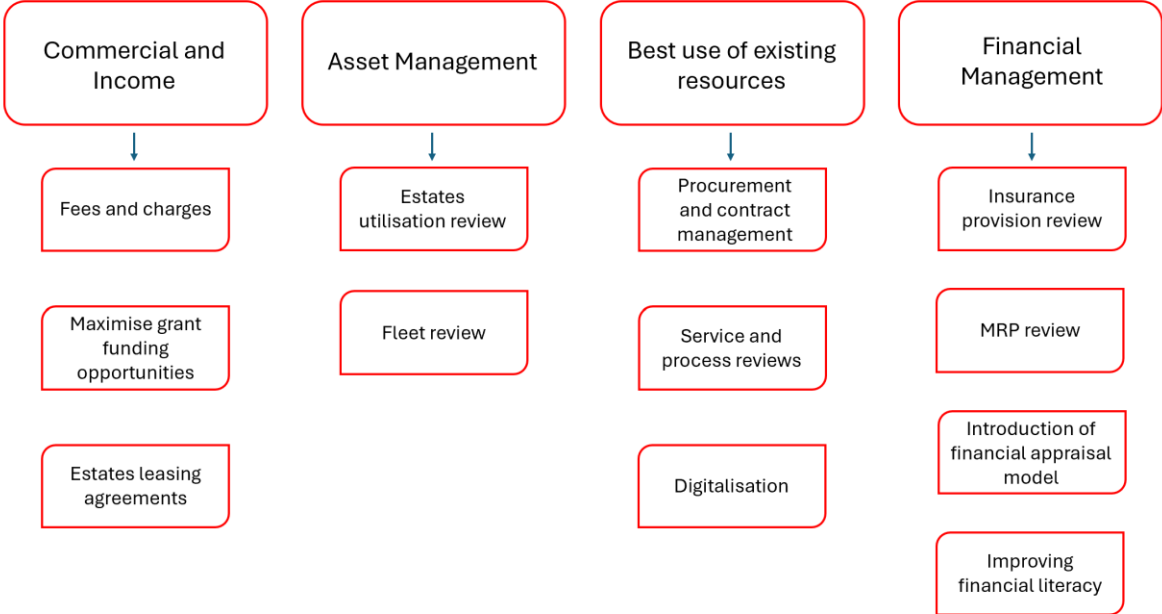 Commercial and
Income
Asset Management
Best use of existing
resources
Financial
Management
Fees and charges
Maximise grant
funding
opportunities
Estates leasing
agreements
Estates
utilisation review
Fleet review
Procurement
and contract
management
Service and
process reviews
Digitalisation
Insurance
provision review
MRP review
Introduction of
financial appraisal
model
Improving
financial literacy